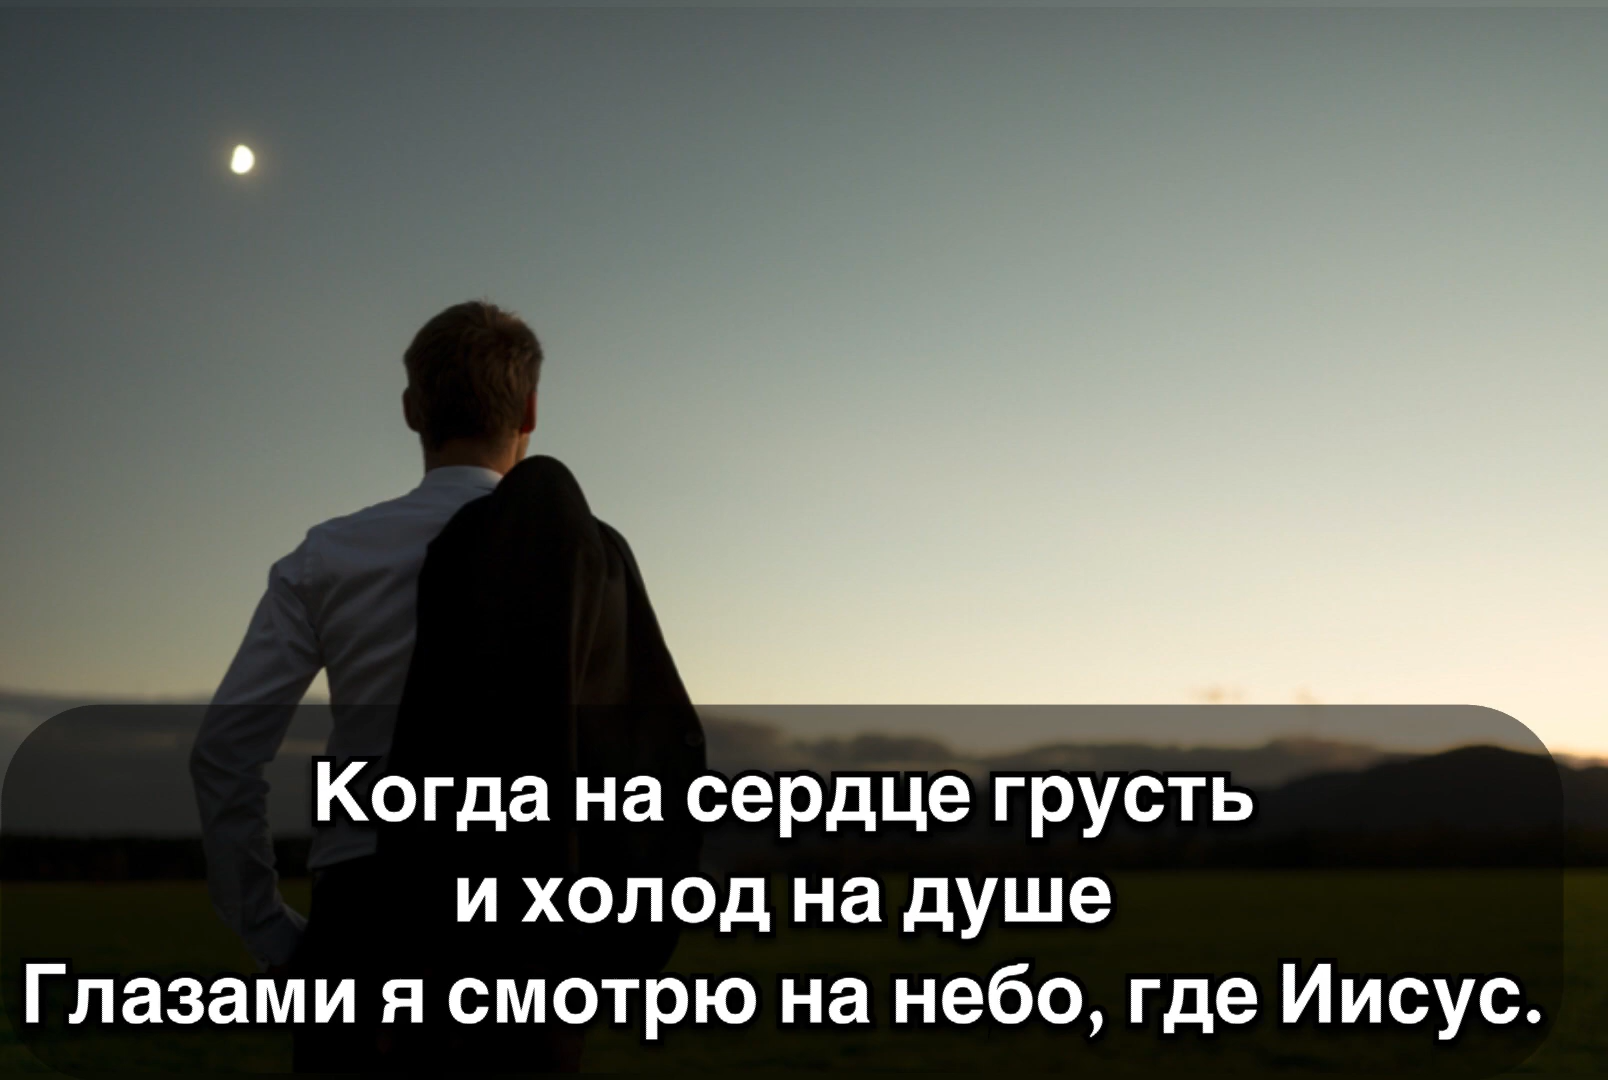 Когда на сердце грусть
и холод на душе
Глазами я смотрю на небо, где Иисус.